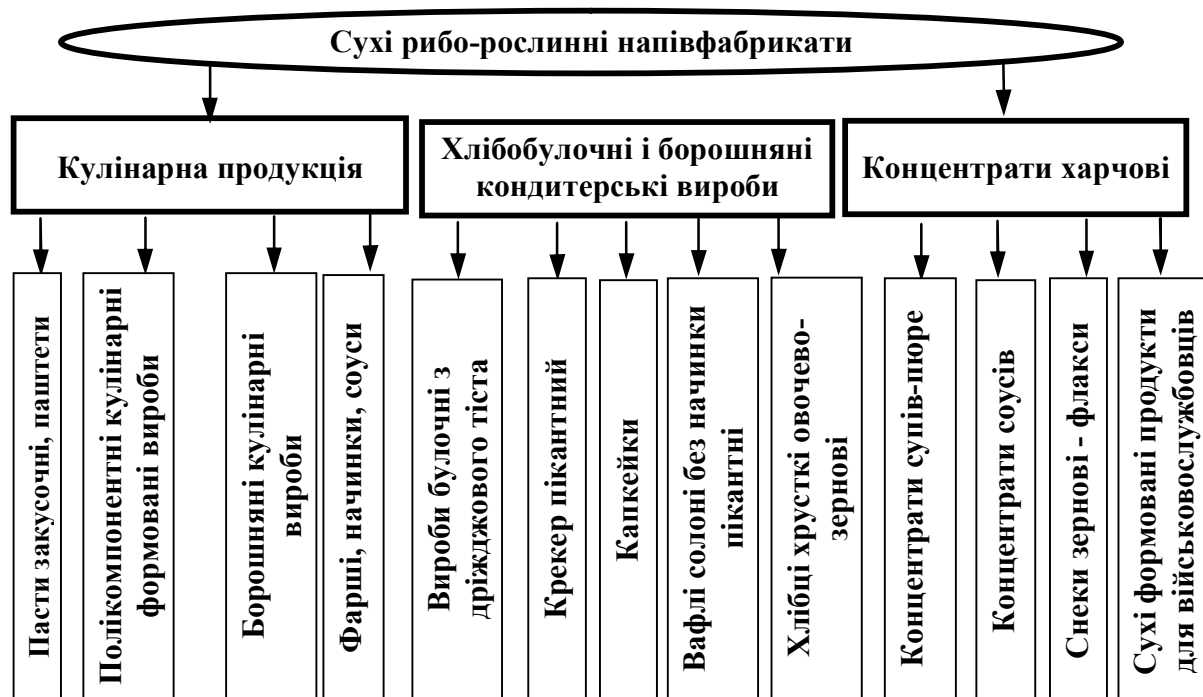 Сухі рибо-рослинні напівфабрикати
Кулінарна продукція
Хлібобулочні і борошняні
кондитерські вироби
Концентрати харчові
Пасти закусочні, паштети
Полікомпонентні кулінарні
формовані вироби
Борошняні кулінарні
вироби
Фарші, начинки, соуси
Вироби булочні з
дріжджового тіста
Крекер пікантний
Капкейки
Вафлі солоні без начинки
пікантні
Хлібці хрусткі овочево-
зернові
Концентрати супів-пюре
Концентрати соусів
Снеки зернові - флакси
Сухі формовані продукти
для військовослужбовців